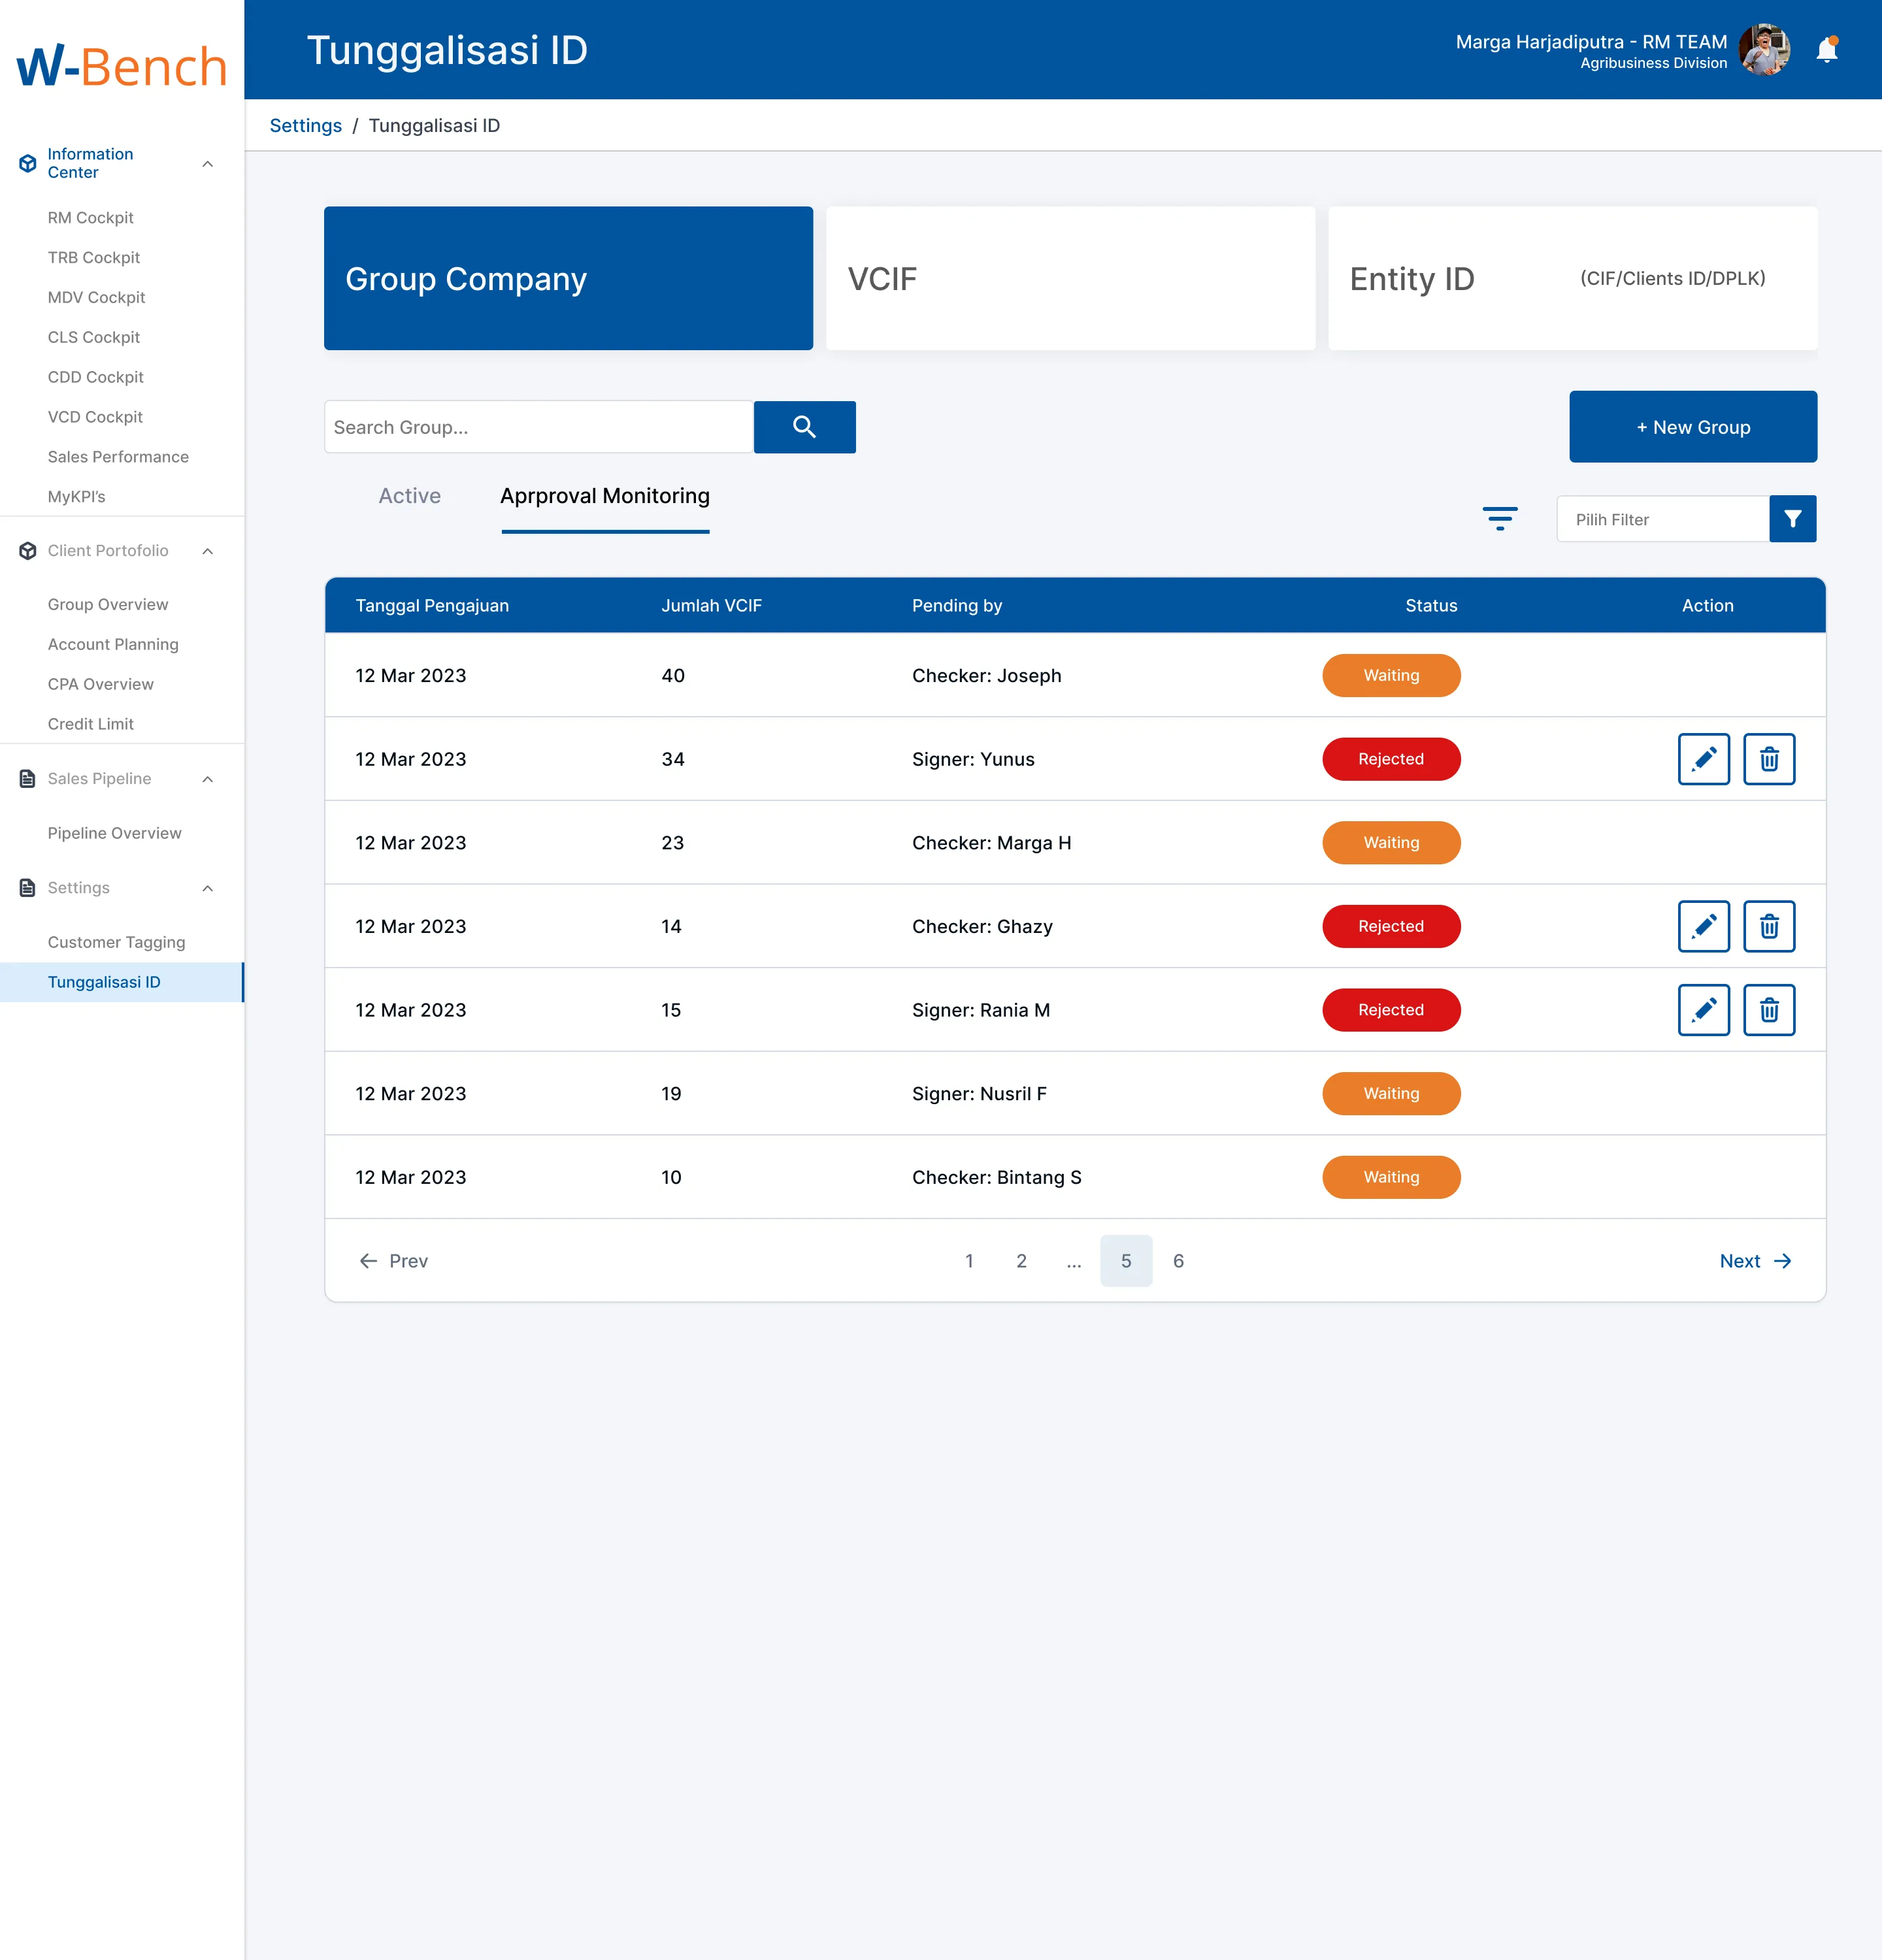 W-Bench
Tunggalisasi ID
Marga Harjadiputra - RM TEAM
Agribusiness Division
Settings / Tunggalisasi ID
Information
Center
RM Cockpit
TRB Cockpit
MDV Cockpit
CLS Cockpit
CDD Cockpit
VCD Cockpit
Sales Performance
MyKPI's
Client Portofolio
Group Overview
Account Planning
CPA Overview
Credit Limit
Sales Pipeline
Pipeline Overview
Settings
Customer Tagging
Tunggalisasi ID
Group Company
VCIF
Entity ID (CIF/Clients ID/DPLK)
Search Group...
+ New Group
Active Aprproval Monitoring
Pilih Filter
Tanggal Pengajuan Jumlah VCIF Pending by Status Action
12 Mar 2023 40 Checker: Joseph Waiting
12 Mar 2023 34 Signer: Yunus Rejected
12 Mar 2023 23 Checker: Marga H Waiting
12 Mar 2023 14 Checker: Ghazy Rejected
12 Mar 2023 15 Signer: Rania M Rejected
12 Mar 2023 19 Signer: Nusril F Waiting
12 Mar 2023 10 Checker: Bintang S Waiting
Prev 1 2 ... 5 6 Next